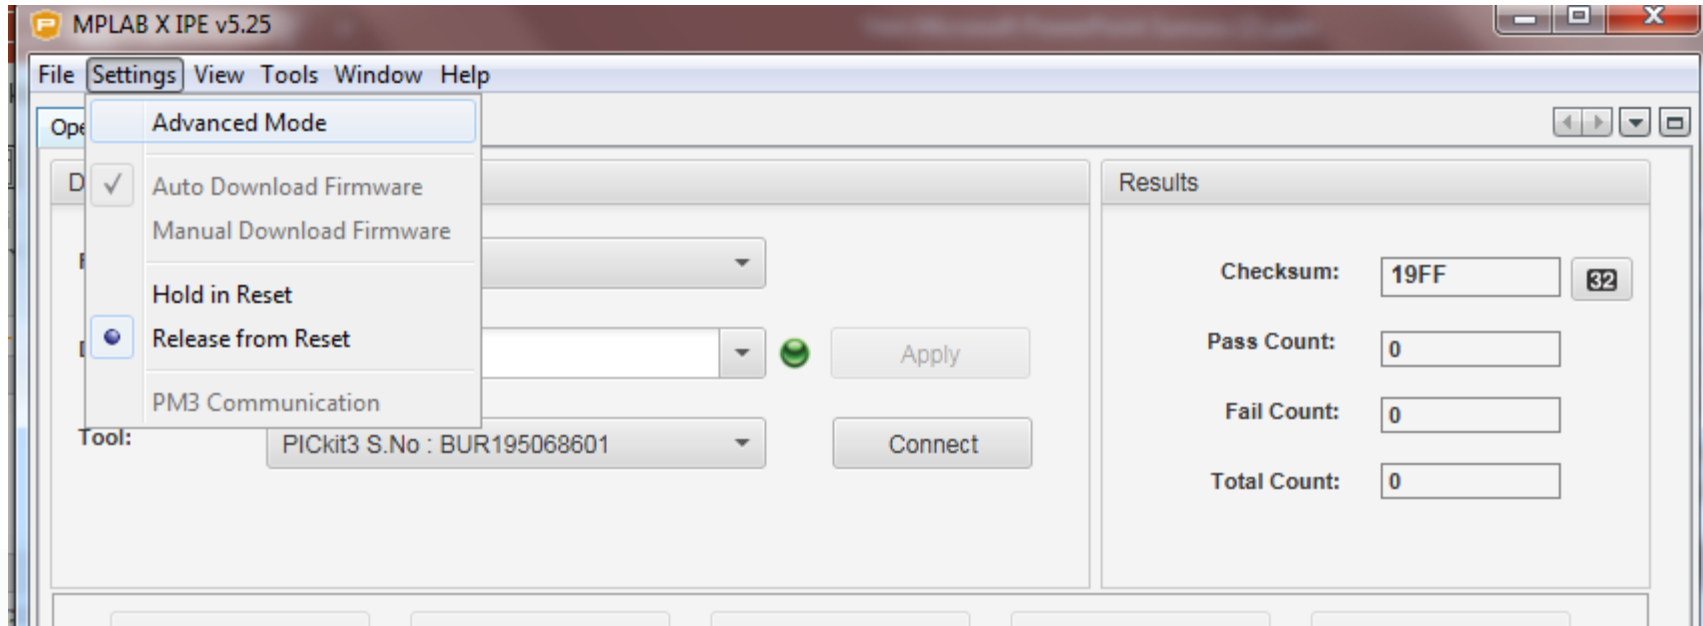 MPLAB X IPE v5.25
File Settings View Tools Window Help
Advanced Mode
Auto Download Firmware
Manual Download Firmware
Hold in Reset
Release from Reset
PM3 Communication
Apply
Tool: PICkit3 S.No : BUR195068601 Connect
Results
Checksum: 19FF 32
Pass Count: 0
Fail Count: 0
Total Count: 0